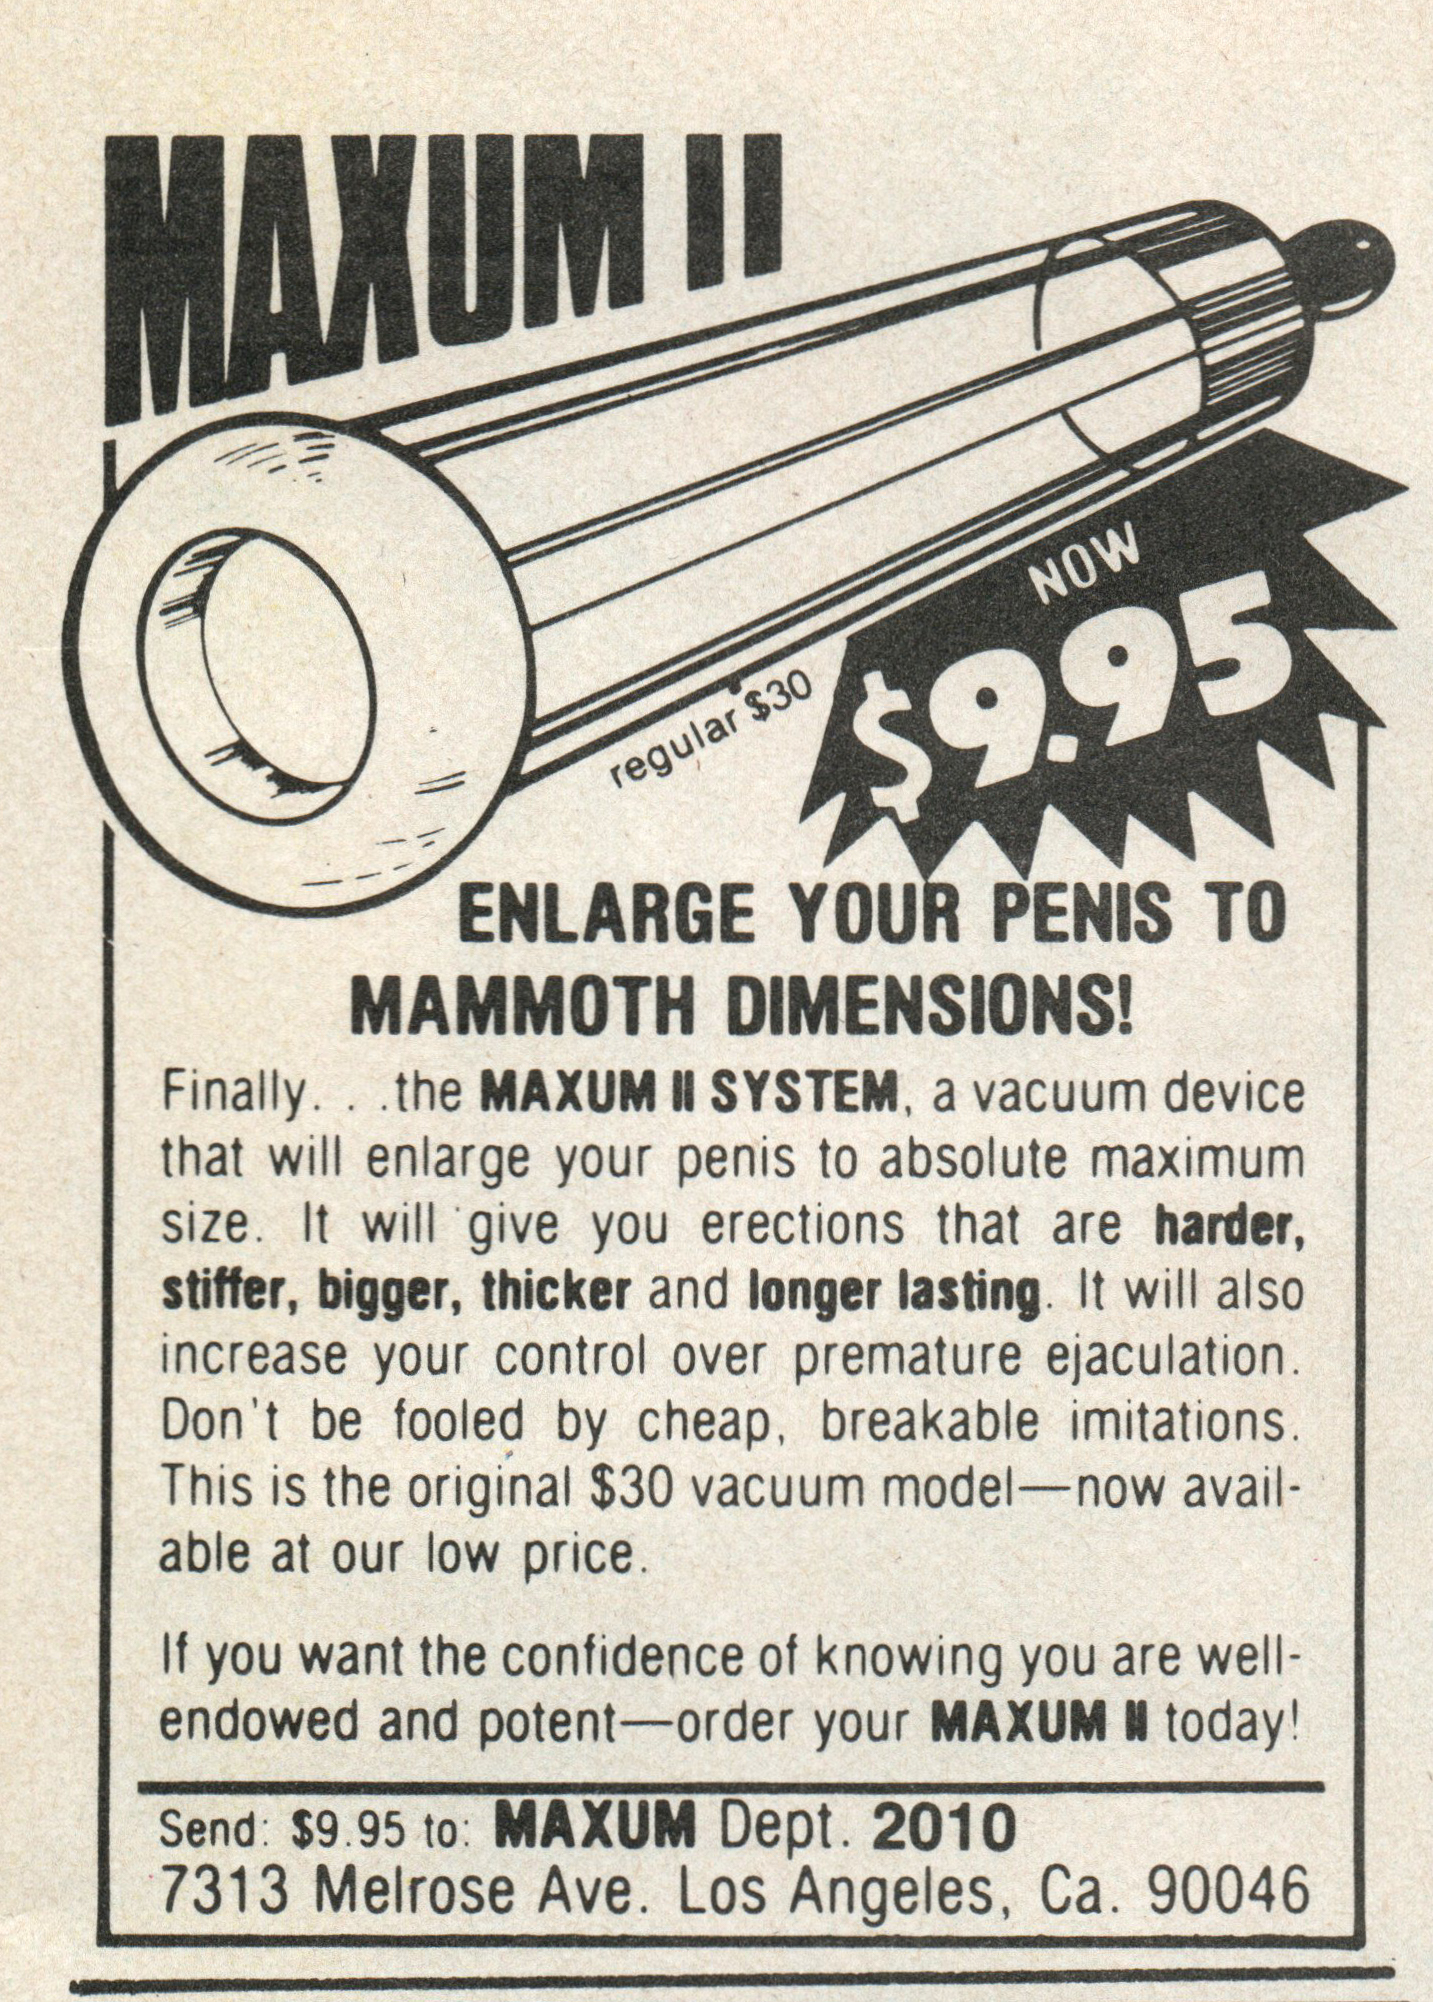 MAXUM II
NOW
$9.95
regular $30
ENLARGE YOUR PENIS TO
MAMMOTH DIMENSIONS!
Finally. . .the MAXUM II SYSTEM, a vacuum device
that will enlarge your penis to absolute maximum
size. It will give you erections that are harder,
stiffer, bigger, thicker and longer lasting. It will also
increase your control over premature ejaculation.
Don't be fooled by cheap, breakable imitations.
This is the original $30 vacuum model—now avail-
able at our low price.
If you want the confidence of knowing you are well-
endowed and potent—order your MAXUM II today!
Send: $9.95 to: MAXUM Dept. 2010
7313 Melrose Ave. Los Angeles, Ca. 90046